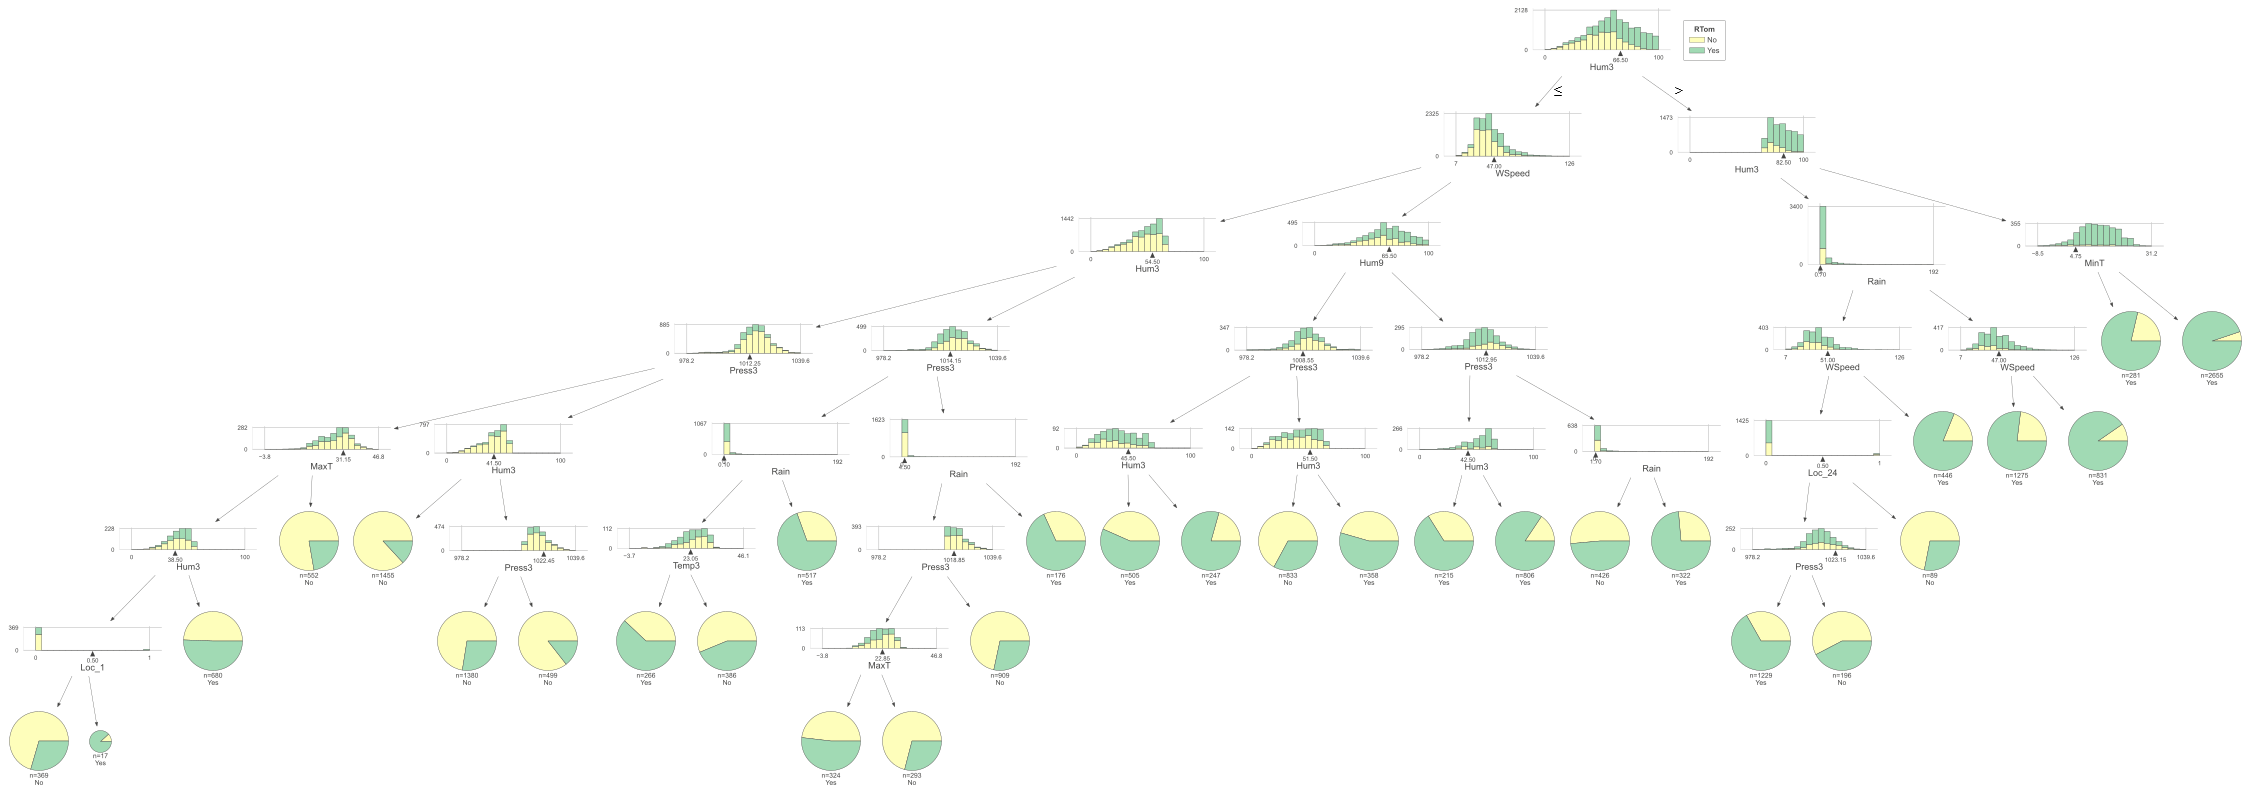 2128
0
0
66.50
100
Hum3
RTom
No
Yes
≤
>
2325
0
7
47.00
126
WSpeed
1473
0
0
82.50
100
Hum3
1442
0
0
54.50
100
Hum3
495
0
0
65.50
100
Hum9
3400
0
0.70
192
Rain
355
0
−8.5
4.75
31.2
MinT
885
0
978.2
1012.25
1039.6
Press3
499
0
978.2
1014.15
1039.6
Press3
347
0
978.2
1008.55
1039.6
Press3
295
0
978.2
1012.95
1039.6
Press3
403
0
7
51.00
126
WSpeed
417
0
7
47.00
126
WSpeed
n=281
Yes
n=2655
Yes
282
0
−3.8
31.15
46.8
MaxT
797
0
0
41.50
100
Hum3
1067
0
192
Rain
1623
0
192
Rain
92
0
0
45.50
100
Hum3
142
0
0
51.50
100
Hum3
266
0
0
42.50
100
Hum3
638
0
192
Rain
1425
0
0
0.50
1
Loc_24
n=446
Yes
n=1275
Yes
n=831
Yes
228
0
0
38.50
100
Hum3
n=552
No
n=1455
No
474
0
978.2
1022.45
1039.6
Press3
112
0
−3.7
23.05
46.1
Temp3
n=517
Yes
393
0
978.2
1018.85
1039.6
Press3
n=176
Yes
n=505
Yes
n=247
Yes
n=833
No
n=358
Yes
n=215
Yes
n=806
Yes
n=426
No
n=322
Yes
252
0
978.2
1023.15
1039.6
Press3
n=89
No
369
0
0
0.50
1
Loc_1
n=680
Yes
n=1380
No
n=499
No
n=266
Yes
n=386
No
113
0
−3.8
22.85
46.8
MaxT
n=909
No
n=1229
Yes
n=196
No
n=369
No
n=17
Yes
n=324
Yes
n=293
No